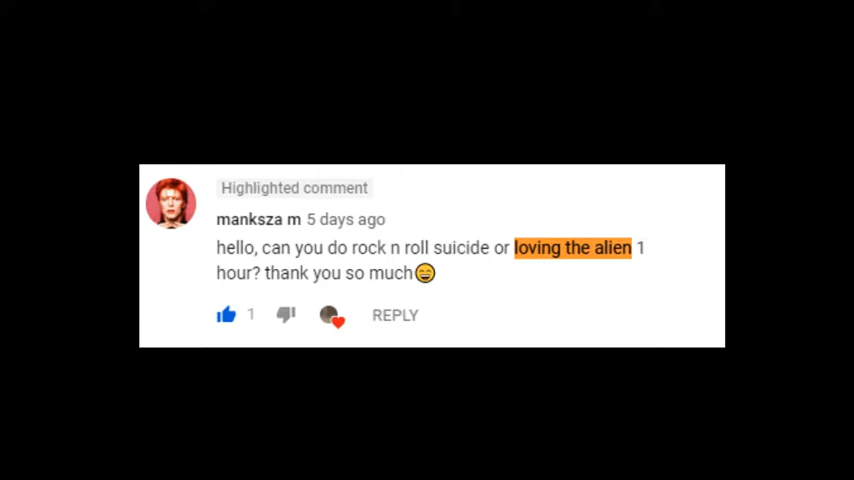 Highlighted comment
manksza m 5 days ago
hello, can you do rock n roll suicide or loving the alien 1
hour? thank you so much😄
1 REPLY